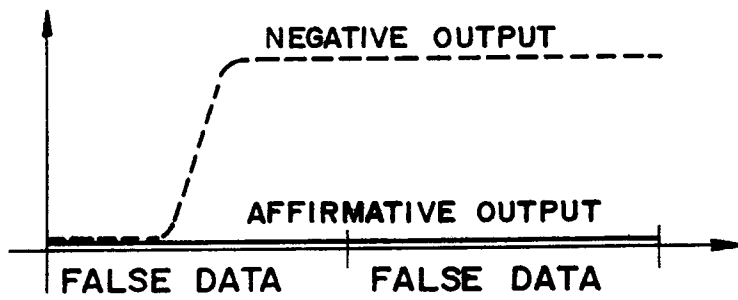 NEGATIVE OUTPUT
AFFIRMATIVE OUTPUT
FALSE DATA FALSE DATA